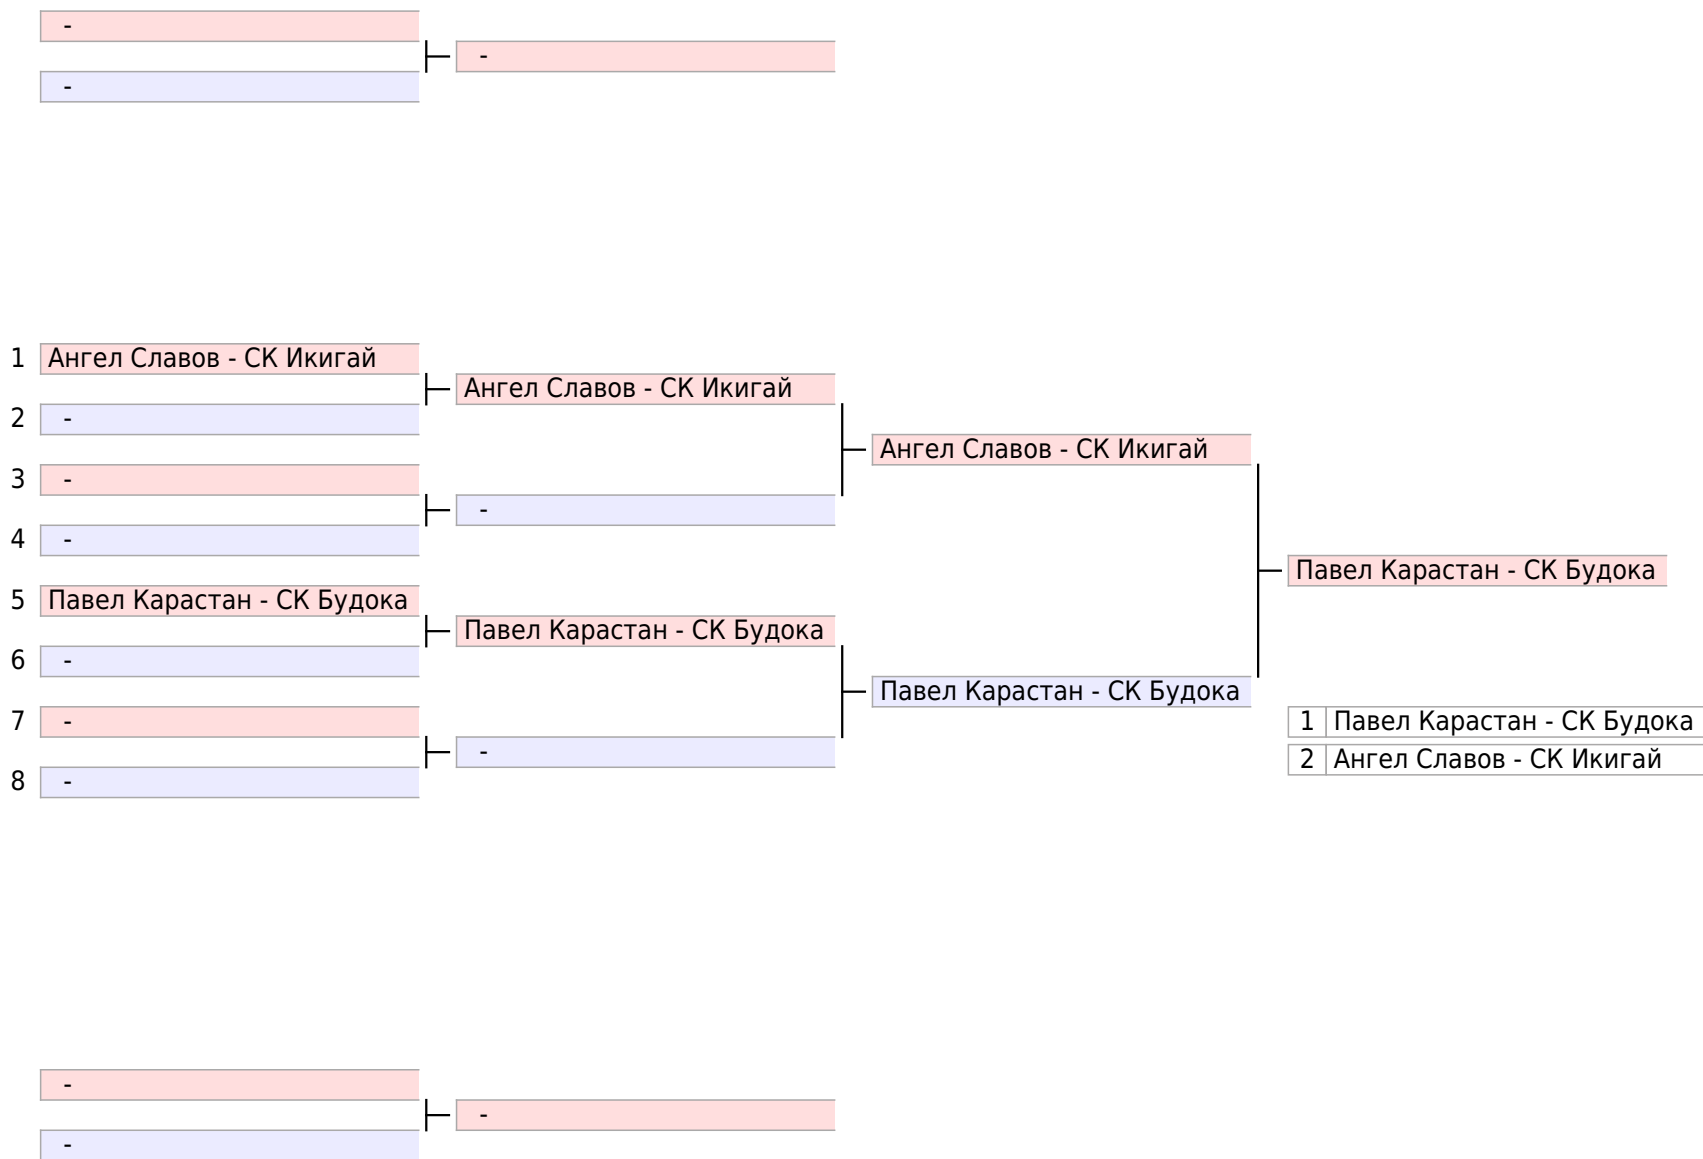 -
-
-
1 Ангел Славов - СК Икигай
Ангел Славов - СК Икигай
2 -
Ангел Славов - СК Икигай
3 -
-
4 -
Павел Карастан - СК Будока
5 Павел Карастан - СК Будока
Павел Карастан - СК Будока
6 -
Павел Карастан - СК Будока
7 -
1 Павел Карастан - СК Будока
-
2 Ангел Славов - СК Икигай
8 -
-
-
-